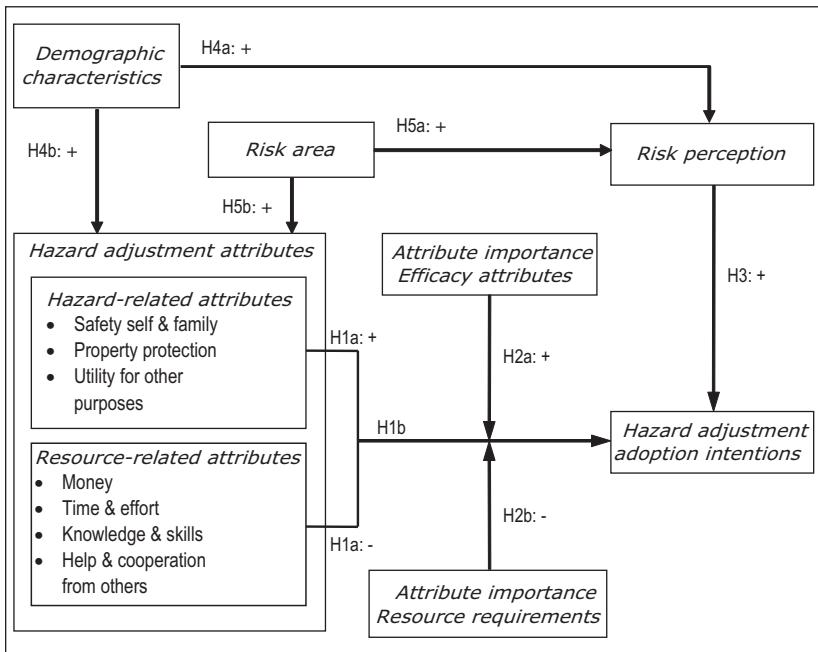 Demographic
characteristics
H4a: +
H4b: +
Risk area
H5a: +
H5b: +
Risk perception
Hazard adjustment attributes
Hazard-related attributes
• Safety self & family
• Property protection
• Utility for other
purposes
H1a: +
Attribute importance
Efficacy attributes
H2a: +
H3: +
H1b
Hazard adjustment
adoption intentions
Resource-related attributes
• Money
• Time & effort
• Knowledge & skills
• Help & cooperation
from others
H1a: -
H2b: -
Attribute importance
Resource requirements